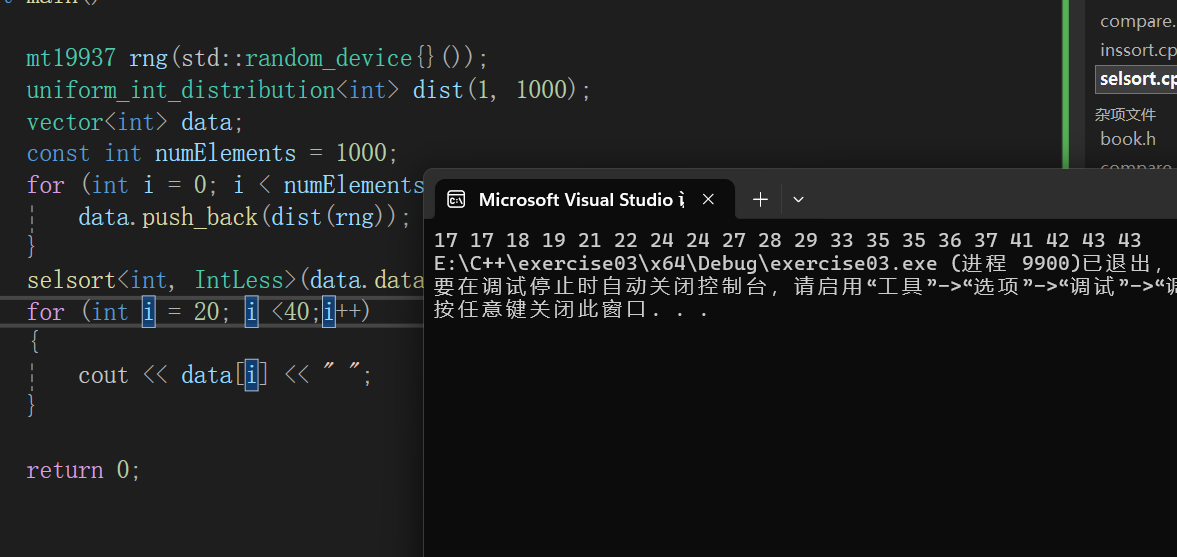 main()
mt19937 rng(std::random_device{}());
uniform_int_distribution<int> dist(1, 1000);
vector<int> data;
const int numElements = 1000;
for (int i = 0; i < numElements
data.push_back(dist(rng));
}
selsort<int, IntLess>(data.data
for (int i = 20; i <40;i++)
{
cout << data[i] << " ";
}
return 0;
compare.
inssort.cp
selsort.cp
杂项文件
book.h
compare
Microsoft Visual Studio
17 17 18 19 21 22 24 24 27 28 29 33 35 35 36 37 41 42 43 43
E:\C++\exercise03\x64\Debug\exercise03.exe (进程 9900)已退出，
要在调试停止时自动关闭控制台，请启用“工具”->“选项”->“调试”->“调
按任意键关闭此窗口. . .